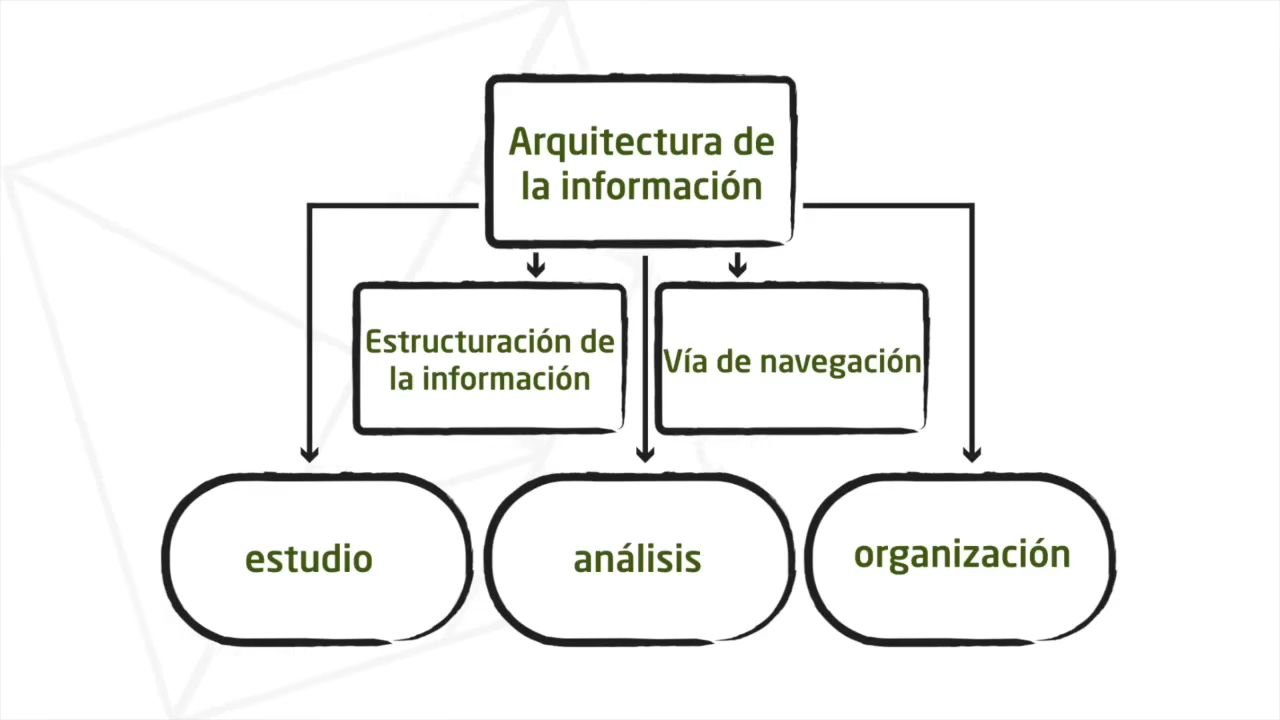 Arquitectura de
la información
Estructuración de
la información
Vía de navegación
estudio
análisis
organización